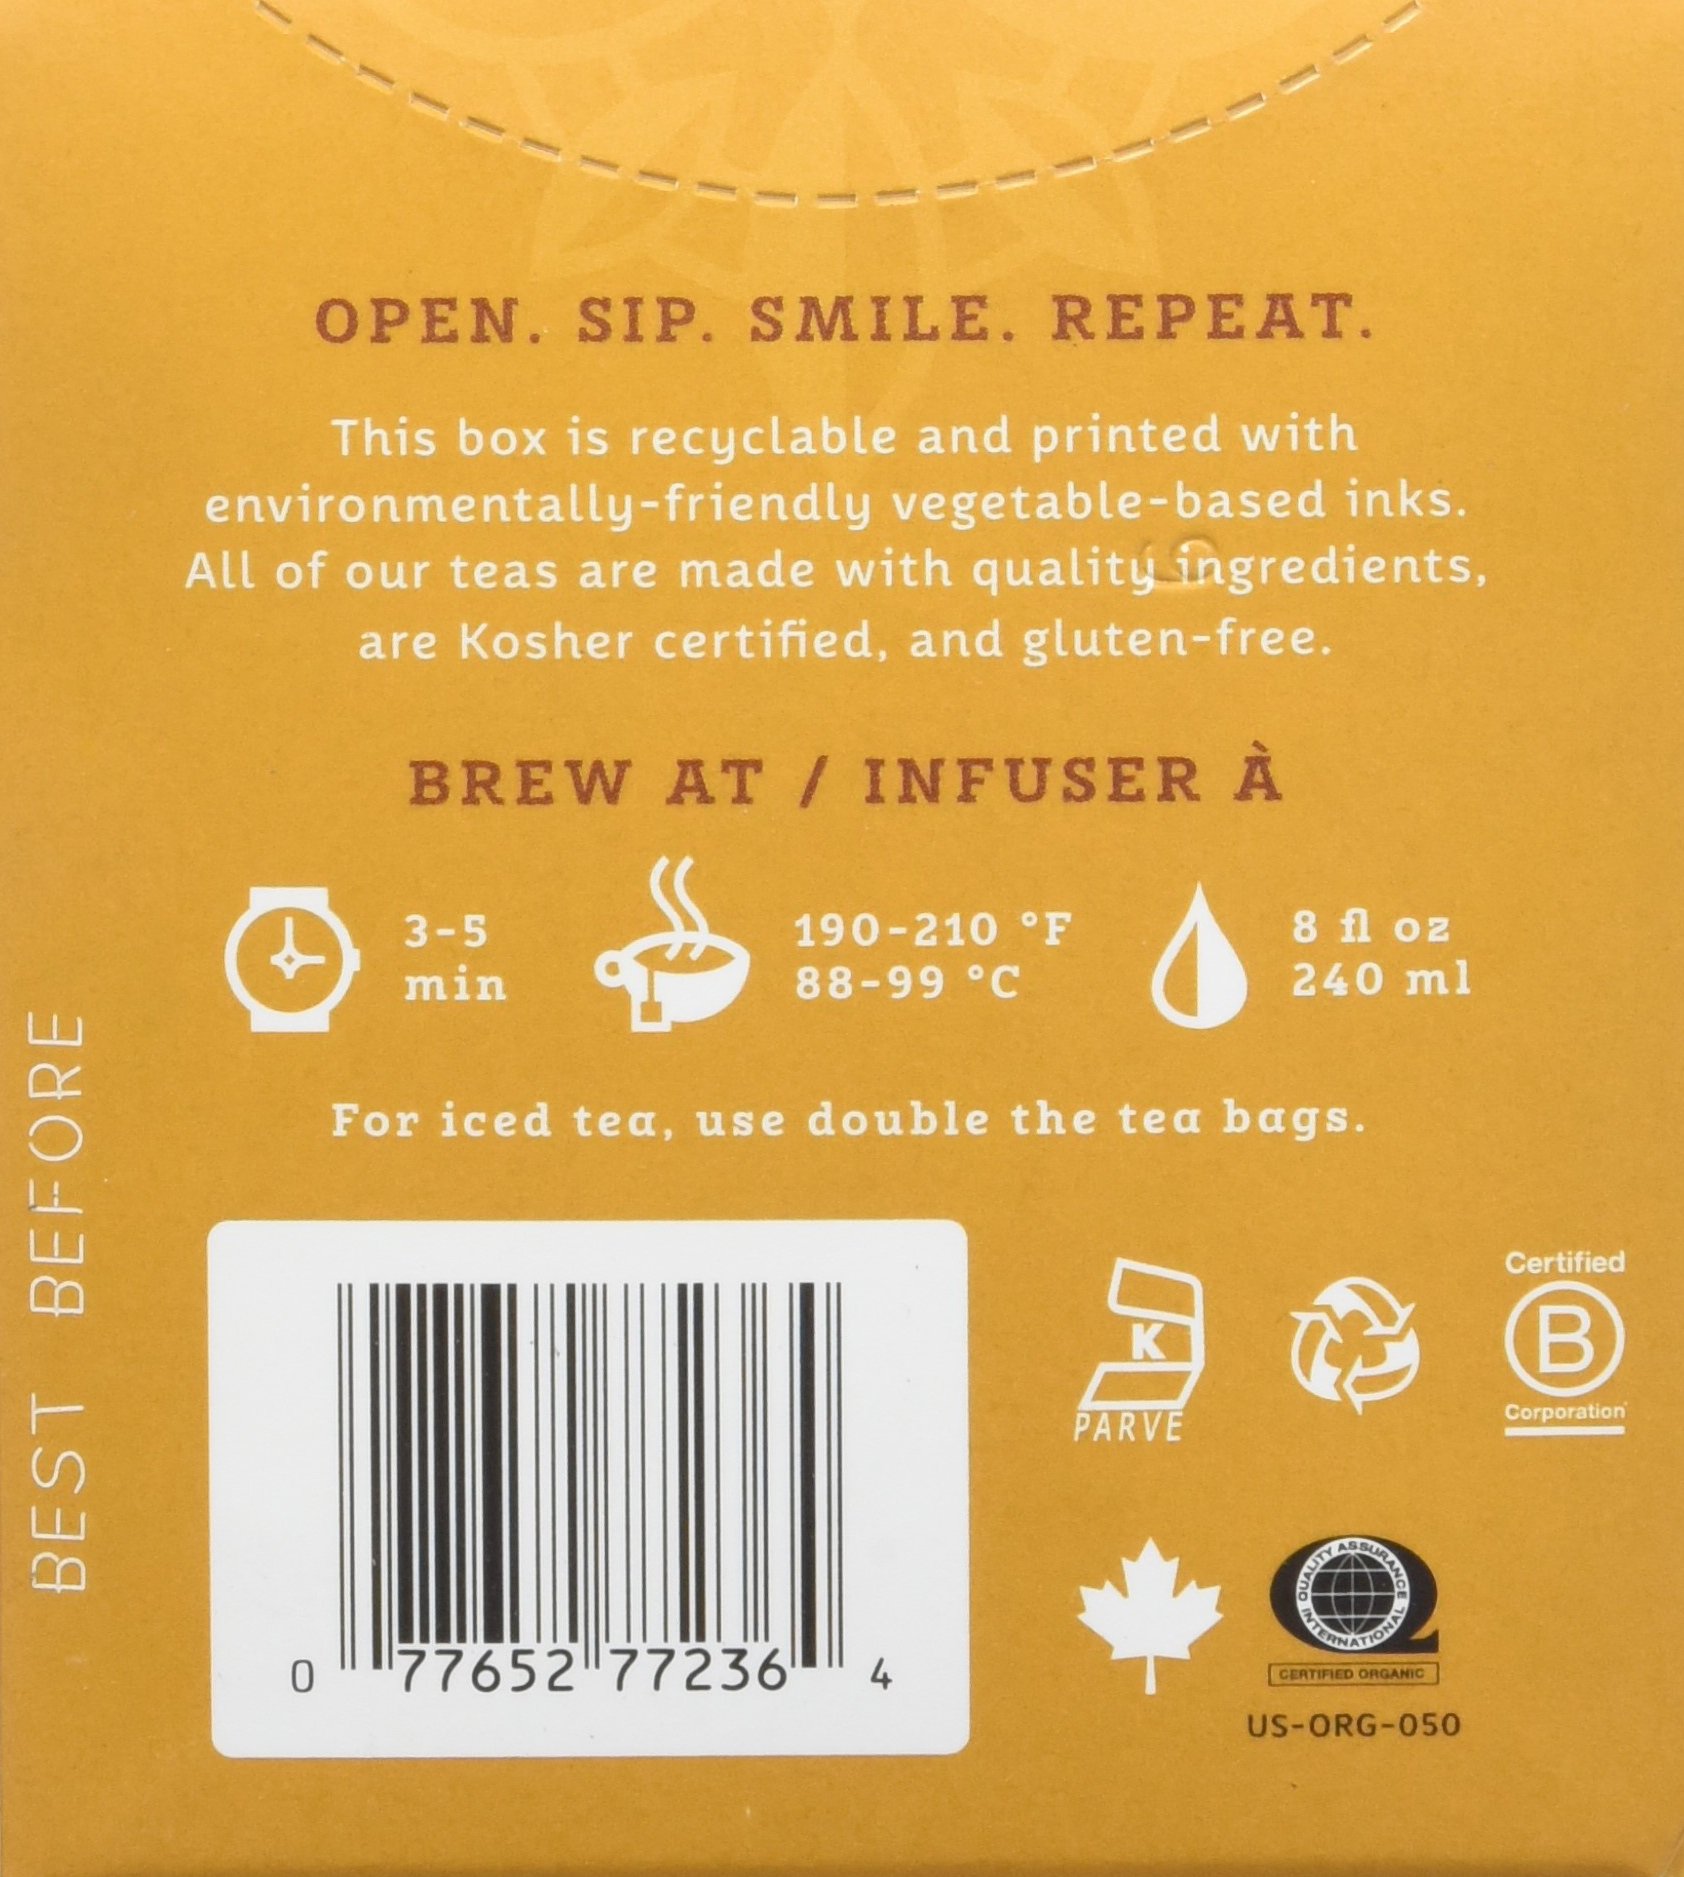 OPEN. SIP. SMILE. REPEAT.
This box is recyclable and printed with
environmentally-friendly vegetable-based inks.
All of our teas are made with quality ingredients,
are Kosher certified, and gluten-free.
BREW AT / INFUSER À
3-5
min
190-210 °F
88-99 °C
8 fl oz
240 ml
For iced tea, use double the tea bags.
BEST BEFORE
0 77652 77236 4
K
PARVE
Certified
B
Corporation
QUALITY ASSURANCE
INTERNATIONAL
CERTIFIED ORGANIC
US-ORG-050